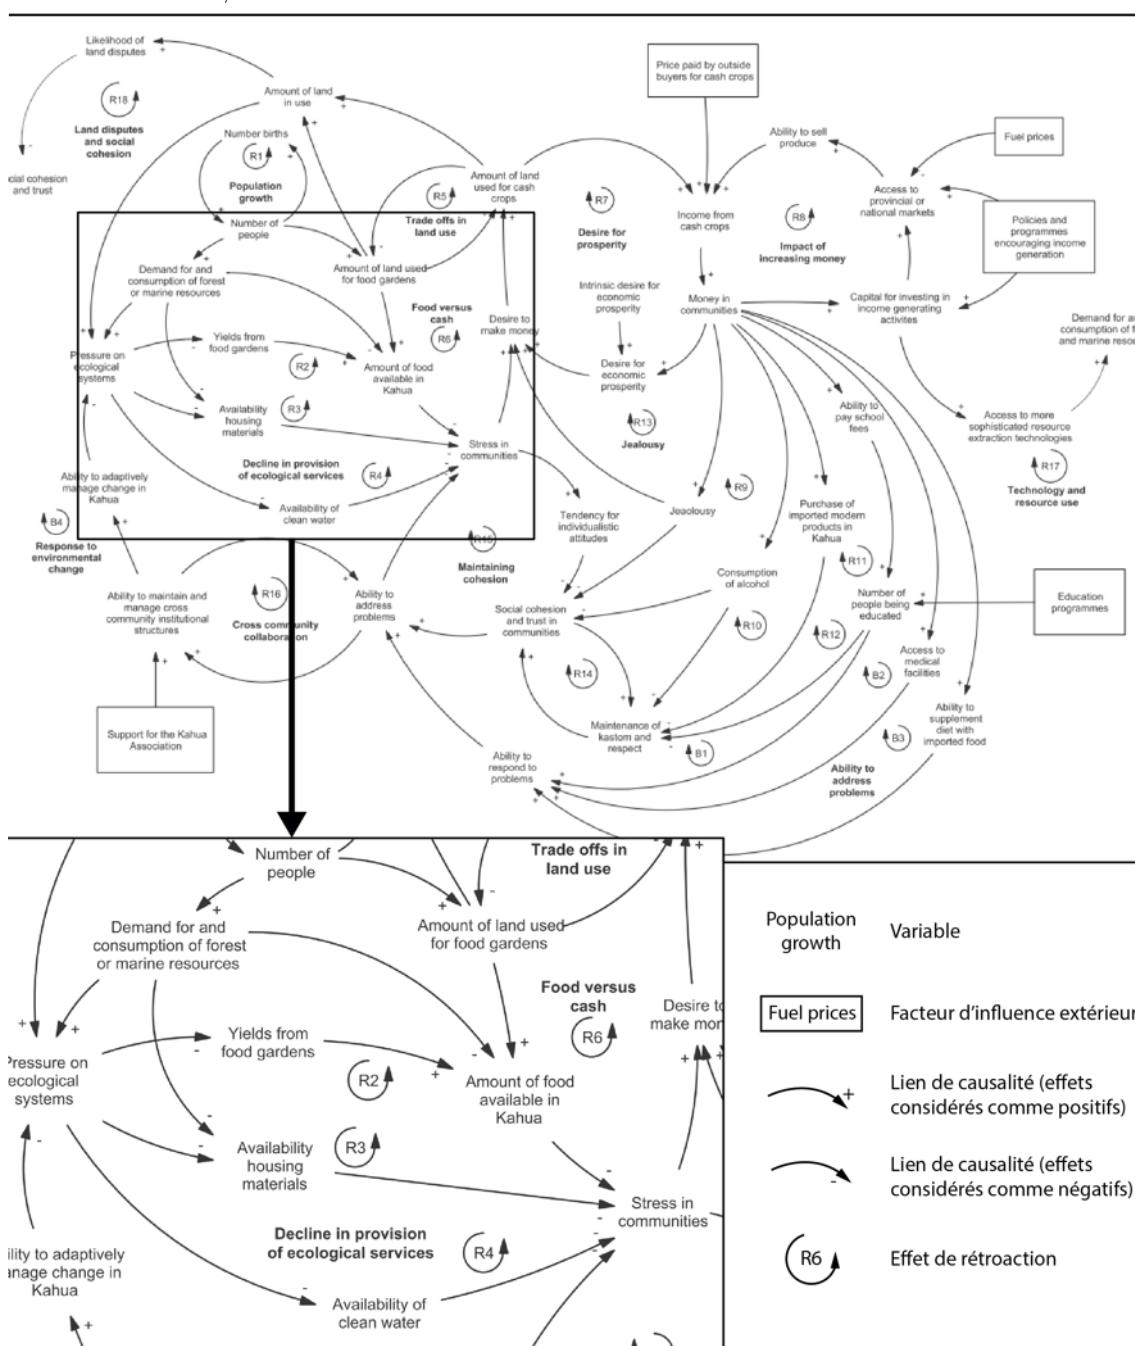 Likelihood of
land disputes
R18
Land disputes
and social
cohesion
cial cohesion
and trust
Amount of land
in use
Number births
R1
Population
growth
Number of
people
Amount of land
used for cash
crops
R5
Trade offs in
land use
Price paid by outside
buyers for cash crops
Ability to sell
produce
Fuel prices
Access to
provincial or
national markets
Policies and
programmes
encouraging income
generation
R7
Desire for
prosperity
Income from
cash crops
R8
Impact of
increasing money
Demand for and
consumption of forest
or marine resources
Amount of land used
for food gardens
Food versus
cash
R6
Intrinsic desire for
economic
prosperity
Money in
communities
Capital for investing in
income generating
activites
Demand for a
consumption of f
and marine resou
Desire to
make money
Pressure on
ecological
systems
Yields from
food gardens
R2
Amount of food
available in
Kahua
Desire for
economic
prosperity
R13
Jealousy
Availability
housing
materials
R3
Ability to
pay school
fees
Access to more
sophisticated resource
extraction technologies
R17
Technology and
resource use
Decline in provision
of ecological services
R4
Stress in
communities
Ability to adaptively
manage change in
Kahua
B4
Response to
environmental
change
Availability of
clean water
Tendency for
individualistic
attitudes
Jeaolousy
R9
Purchase of
imported modern
products in
Kahua
R11
R15
Maintaining
cohesion
Consumption
of alcohol
R10
Ability to maintain and
manage cross
community institutional
structures
R16
Cross community
collaboration
Ability to
address
problems
Social cohesion
and trust in
communities
R14
Number of
people being
educated
R12
Education
programmes
Access to
medical
facilities
B2
Support for the Kahua
Association
Maintenance of
kastom and
respect
B1
Ability to
supplement
diet with
imported food
B3
Ability to
respond to
problems
Ability to
address
problems
Number of
people
Trade offs in
land use
Demand for and
consumption of forest
or marine resources
Amount of land used
for food gardens
Food versus
cash
R6
Desire to
make mon
Pressure on
ecological
systems
Yields from
food gardens
R2
Amount of food
available in
Kahua
Availability
housing
materials
R3
Stress in
communities
Decline in provision
of ecological services
R4
ility to adaptively
anage change in
Kahua
Availability of
clean water
Population
growth
Variable
Fuel prices
Facteur d'influence extérieur
+
Lien de causalité (effets
considérés comme positifs)
-
Lien de causalité (effets
considérés comme négatifs)
R6
Effet de rétroaction